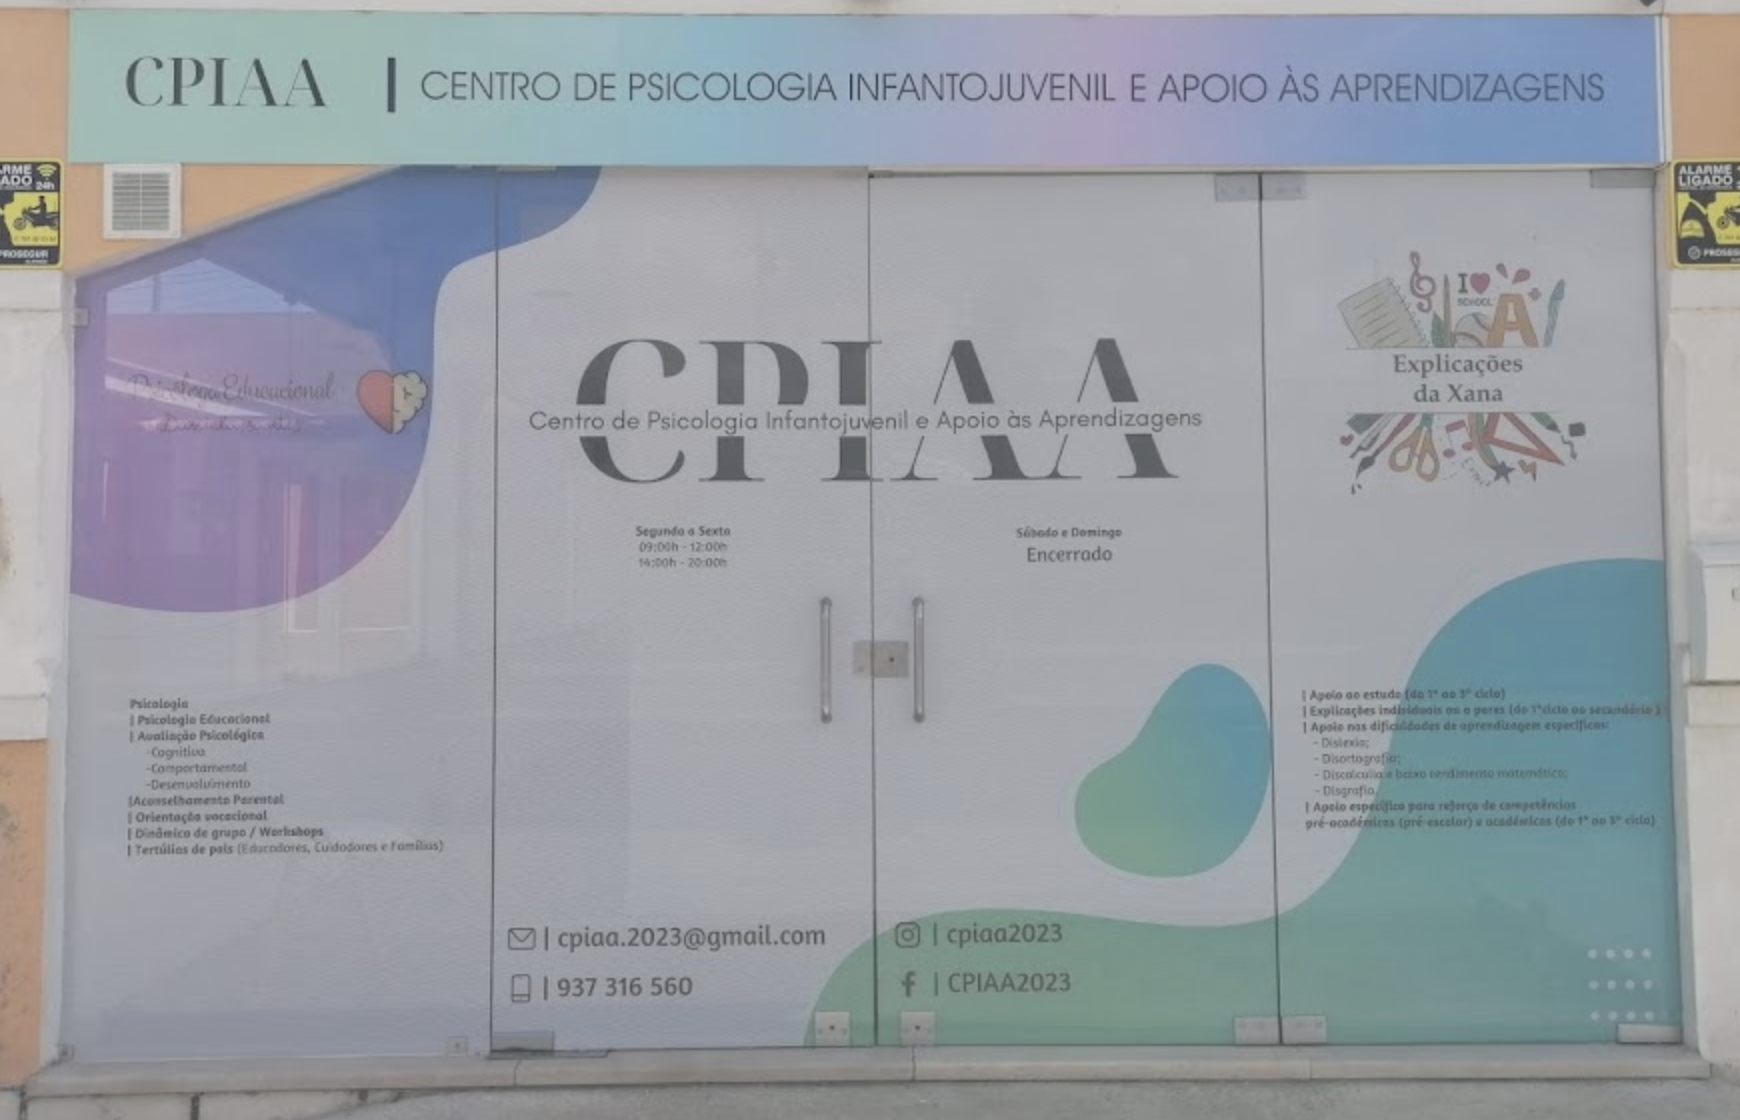 CPIAA | CENTRO DE PSICOLOGIA INFANTOJUVENIL E APOIO ÀS APRENDIZAGENS
24h
PROSEGUR
ALARME
LIGADO
Psicóloga Educacional
CPIAA
Centro de Psicologia Infantojuvenil e Apoio às Aprendizagens
Segunda a Sexta
09:00h - 12:00h
14:00h - 20:00h
Sábado e Domingo
Encerrado
I
SCHOOL
A
Explicações
da Xana
Psicologia
| Psicologia Educacional
| Avaliação Psicológica
-Cognitiva
-Comportamental
-Desenvolvimento
|Aconselhamento Parental
| Orientação vocacional
| Dinâmica de grupo / Workshops
| Tertúlias de pais (Educadores, Cuidadores e Famílias)
| Apoio ao estudo (do 1º ao 3º ciclo)
| Explicações individuais ou a pares (do 1ºciclo ao secundário )
| Apoio nas dificuldades de aprendizagem específicas:
- Dislexia;
- Disortografia;
- Discalculia e baixo rendimento matemático;
- Disgrafia
| Apoio específico para reforço de competências
pré-académicas (pré-escolar) e académicas (do 1º ao 3º ciclo)
| cpiaa.2023@gmail.com
| 937 316 560
| cpiaa2023
| CPIAA2023